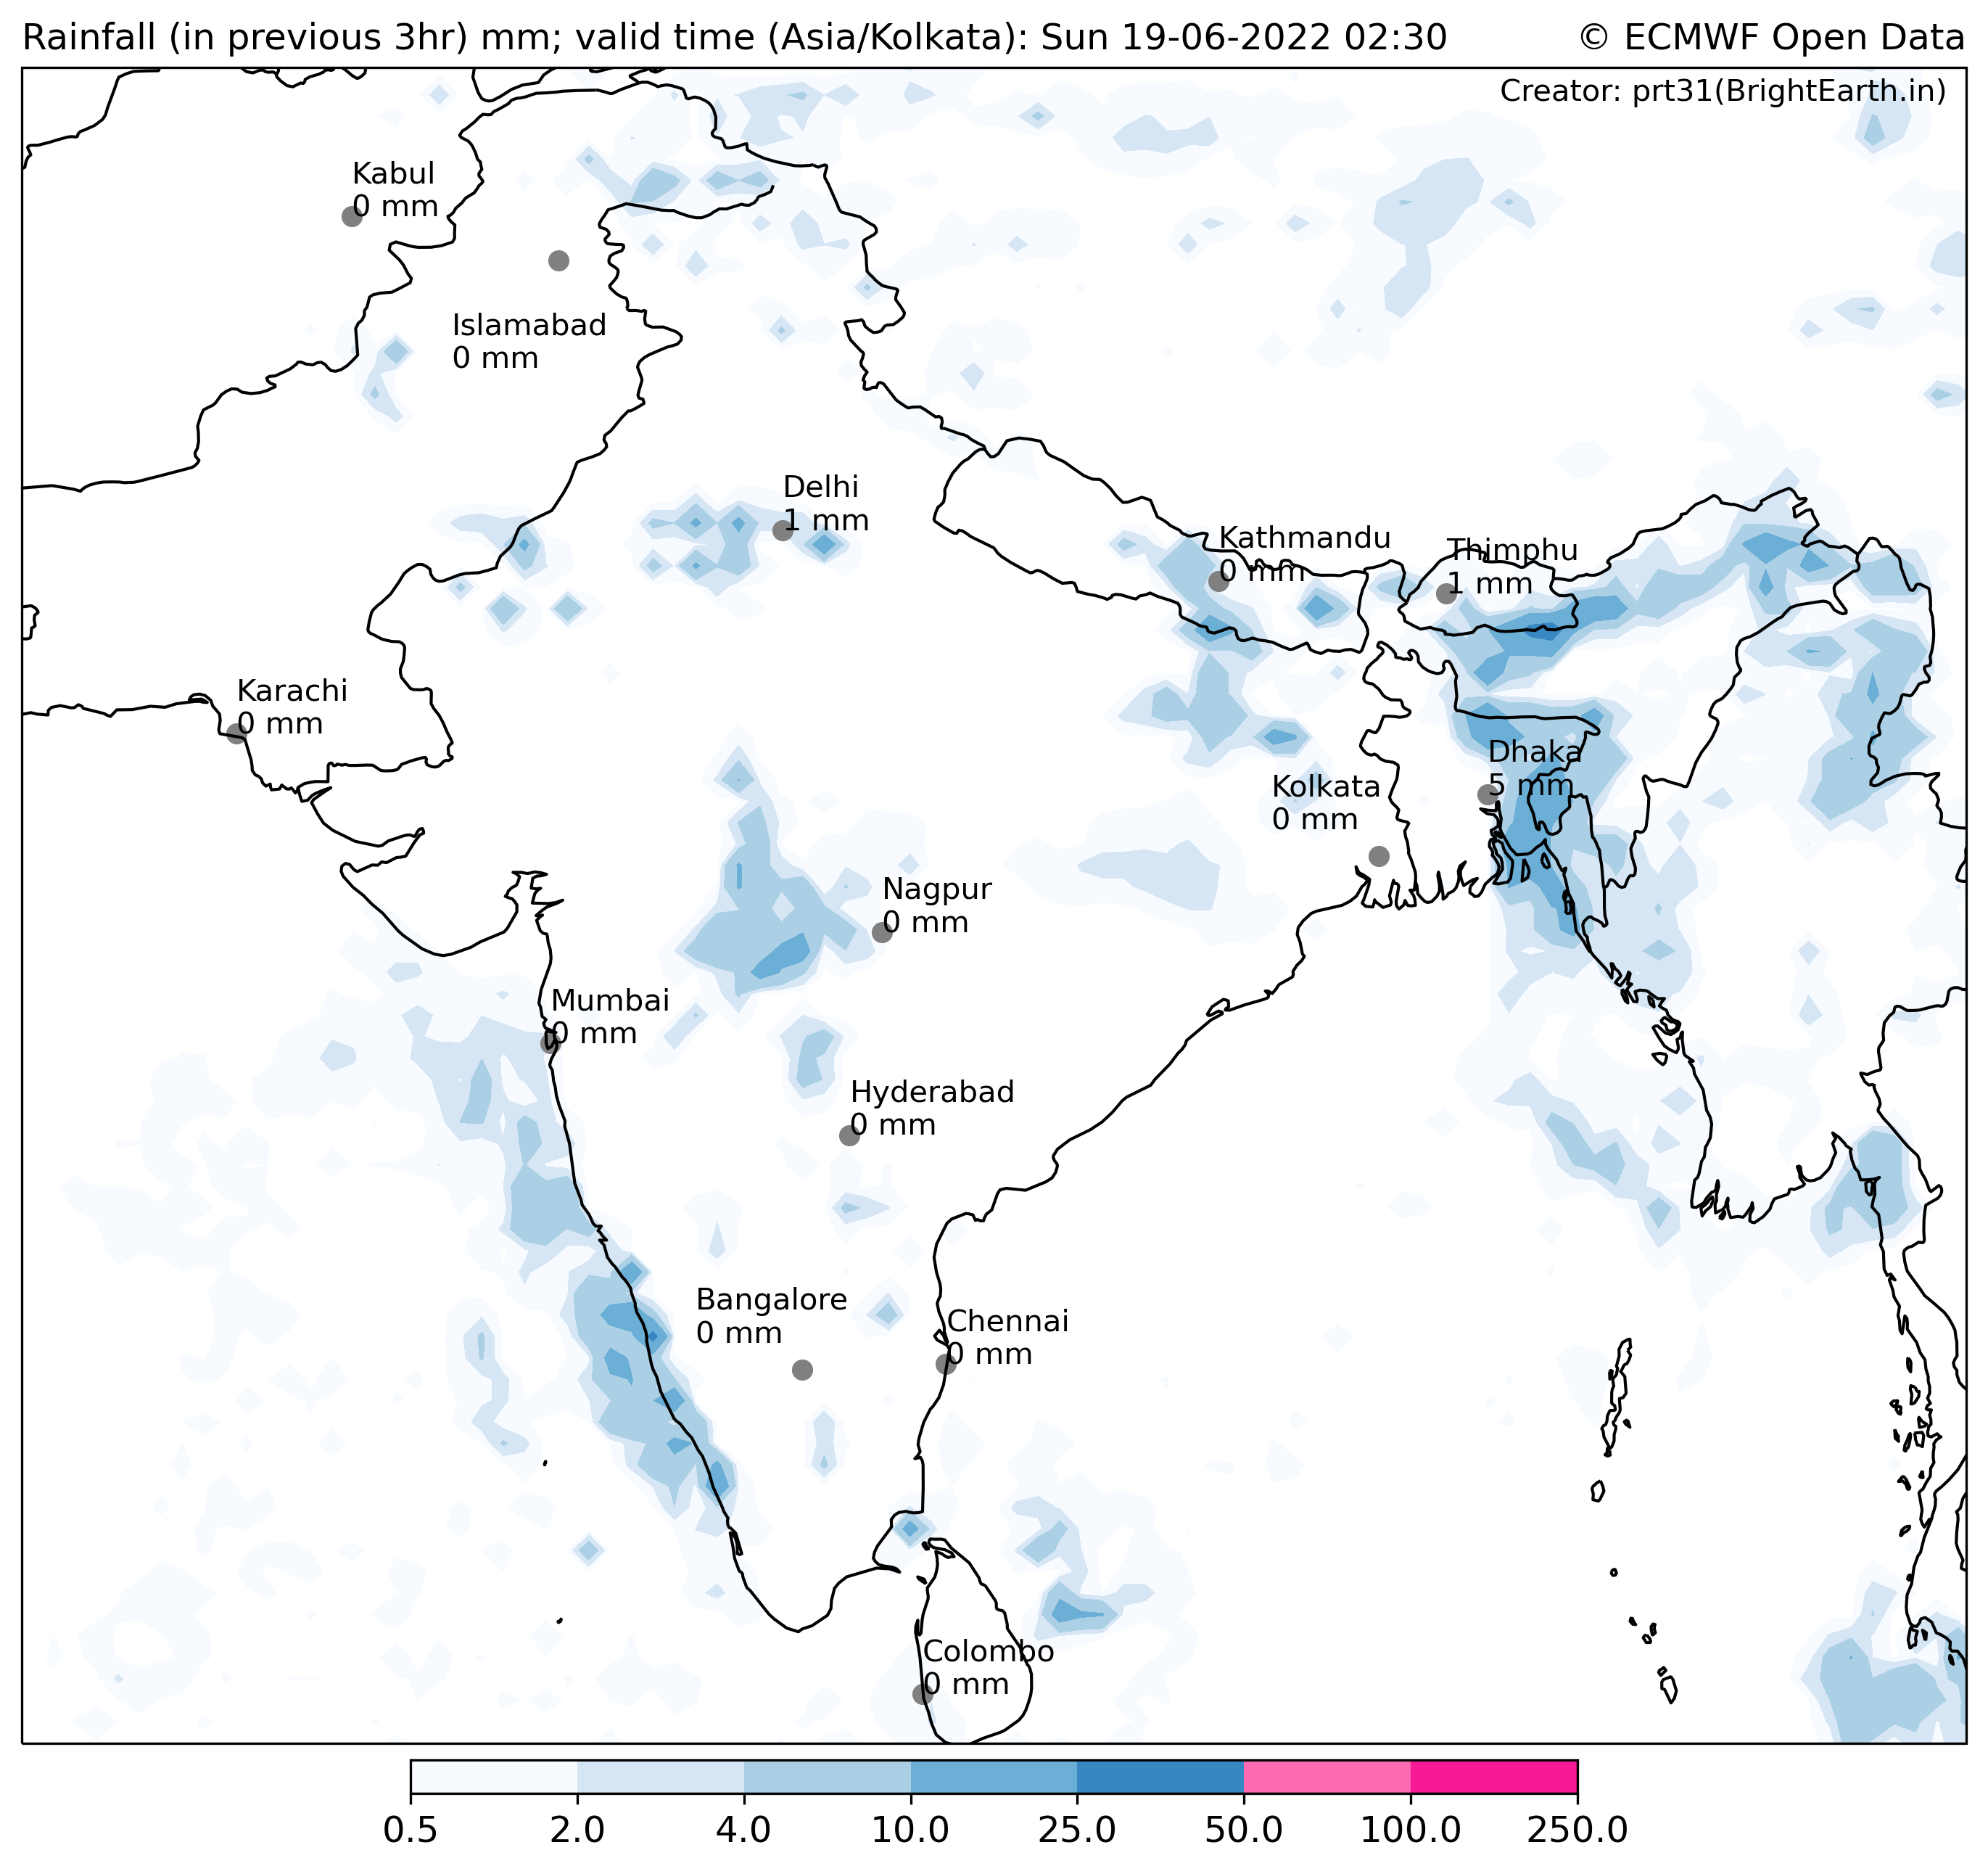 Rainfall (in previous 3hr) mm; valid time (Asia/Kolkata): Sun 19-06-2022 02:30
© ECMWF Open Data
Creator: prt31(BrightEarth.in)
Kabul
0 mm
Islamabad
0 mm
Delhi
1 mm
Kathmandu
0 mm
Thimphu
1 mm
Karachi
0 mm
Dhaka
5 mm
Kolkata
0 mm
Nagpur
0 mm
Mumbai
0 mm
Hyderabad
0 mm
Bangalore
0 mm
Chennai
0 mm
Colombo
0 mm
0.5 2.0 4.0 10.0 25.0 50.0 100.0 250.0